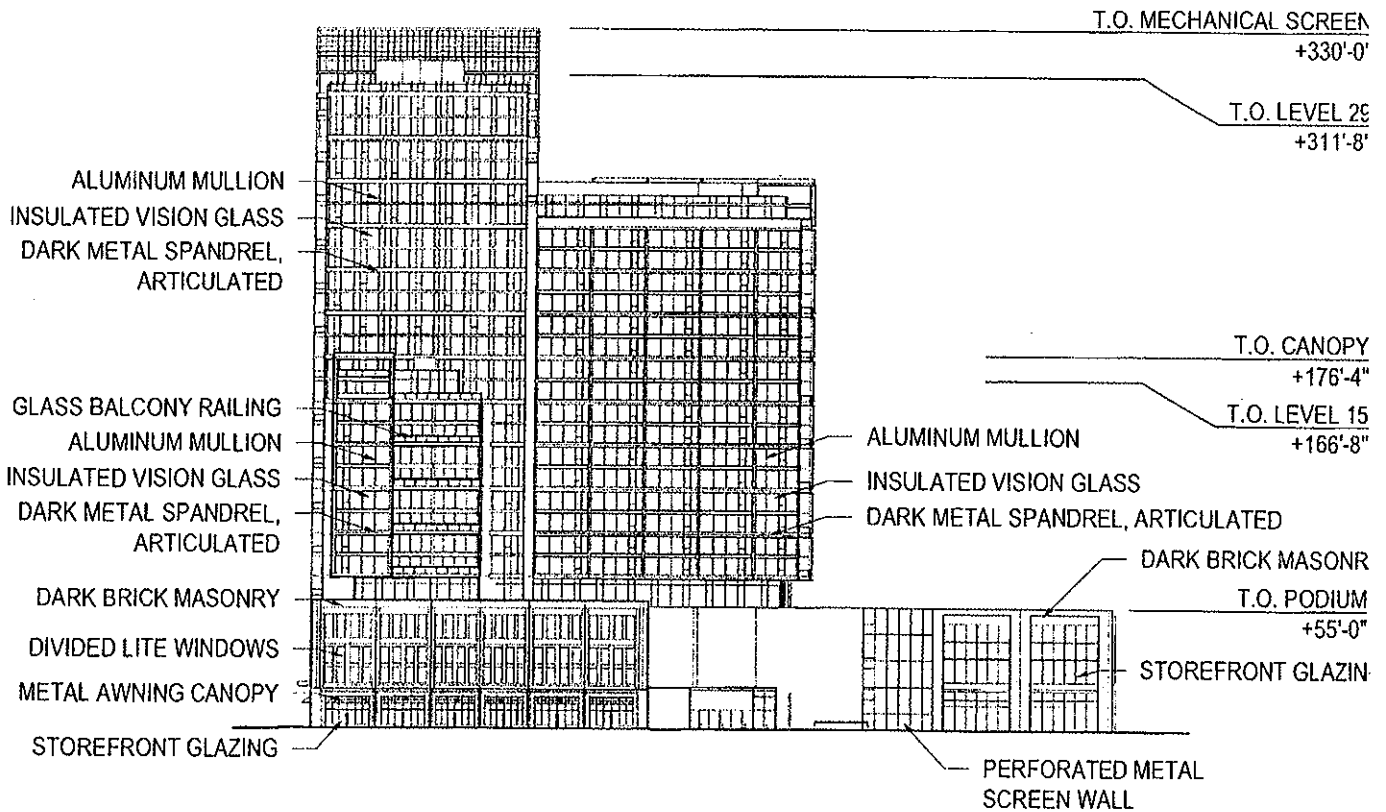 T.O. MECHANICAL SCREEN
+330'-0'
T.O. LEVEL 29
+311'-8'
ALUMINUM MULLION
INSULATED VISION GLASS
DARK METAL SPANDREL,
ARTICULATED
T.O. CANOPY
+176'-4"
T.O. LEVEL 15
+166'-8"
GLASS BALCONY RAILING
ALUMINUM MULLION
INSULATED VISION GLASS
DARK METAL SPANDREL,
ARTICULATED
ALUMINUM MULLION
INSULATED VISION GLASS
DARK METAL SPANDREL, ARTICULATED
DARK BRICK MASONR
T.O. PODIUM
+55'-0"
STOREFRONT GLAZIN
DARK BRICK MASONRY
DIVIDED LITE WINDOWS
METAL AWNING CANOPY
STOREFRONT GLAZING
PERFORATED METAL
SCREEN WALL